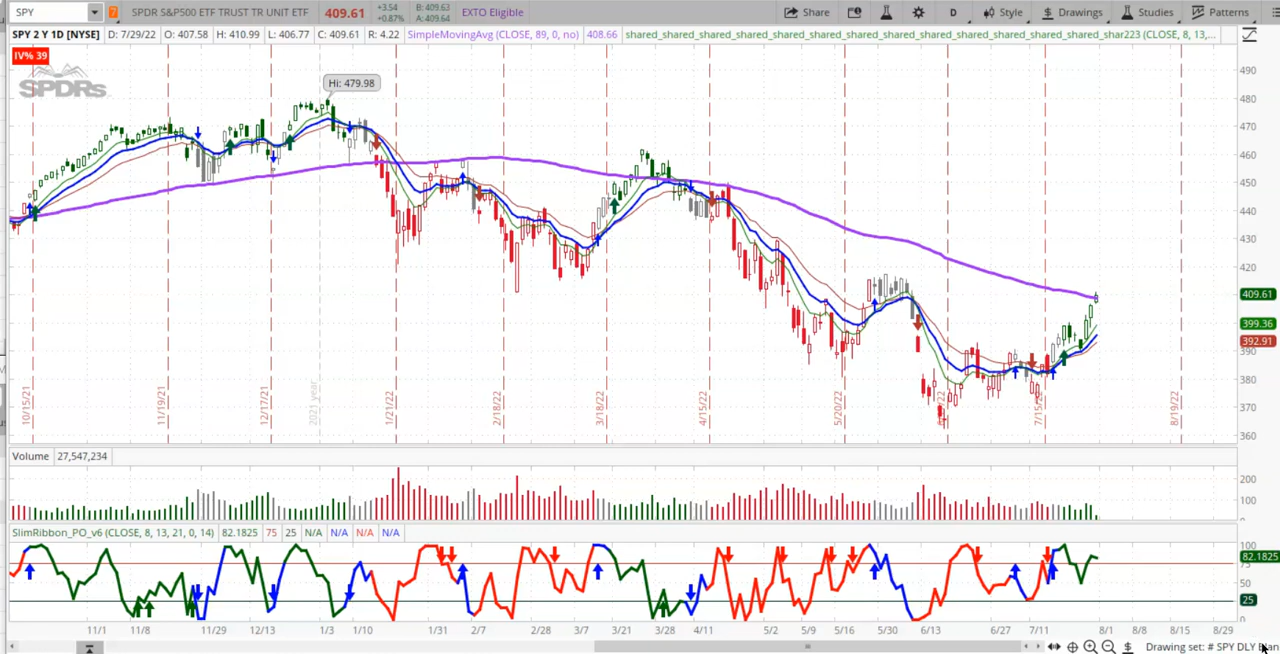 SPY SPDR S&P500 ETF TRUST TR UNIT ETF 409.61 +3.54 +0.87% B: 409.63 A: 409.64 EXTO Eligible Share D Style Drawings Studies Patterns
SPY 2 Y 1D [NYSE] D: 7/29/22 O: 407.58 H: 410.99 L: 406.77 C: 409.61 R: 4.22 SimpleMovingAvg (CLOSE, 89, 0, no) 408.66 shared_shared_shared_shared_shared_shared_shared_shared_shar223 (CLOSE, 8, 13,...
IV% 39
SPDRs
Hi: 479.98
490
480
470
460
450
440
430
420
409.61
399.36
392.91
390
380
370
360
10/15/21 11/19/21 12/17/21 2021 year 1/21/22 2/18/22 3/18/22 4/15/22 5/20/22 7/15/22 8/19/22
Volume 27,547,234
200
100
SlimRibbon_PO_v6 (CLOSE, 8, 13, 21, 0, 14) 82.1825 75 25 N/A N/A N/A N/A
100
82.1825
75
50
25
11/1 11/8 11/29 12/13 1/3 1/10 1/31 2/7 2/28 3/7 3/21 3/28 4/11 5/2 5/9 5/16 5/30 6/13 6/27 7/11 8/1 8/8 8/15 8/29
Drawing set: # SPY DLY